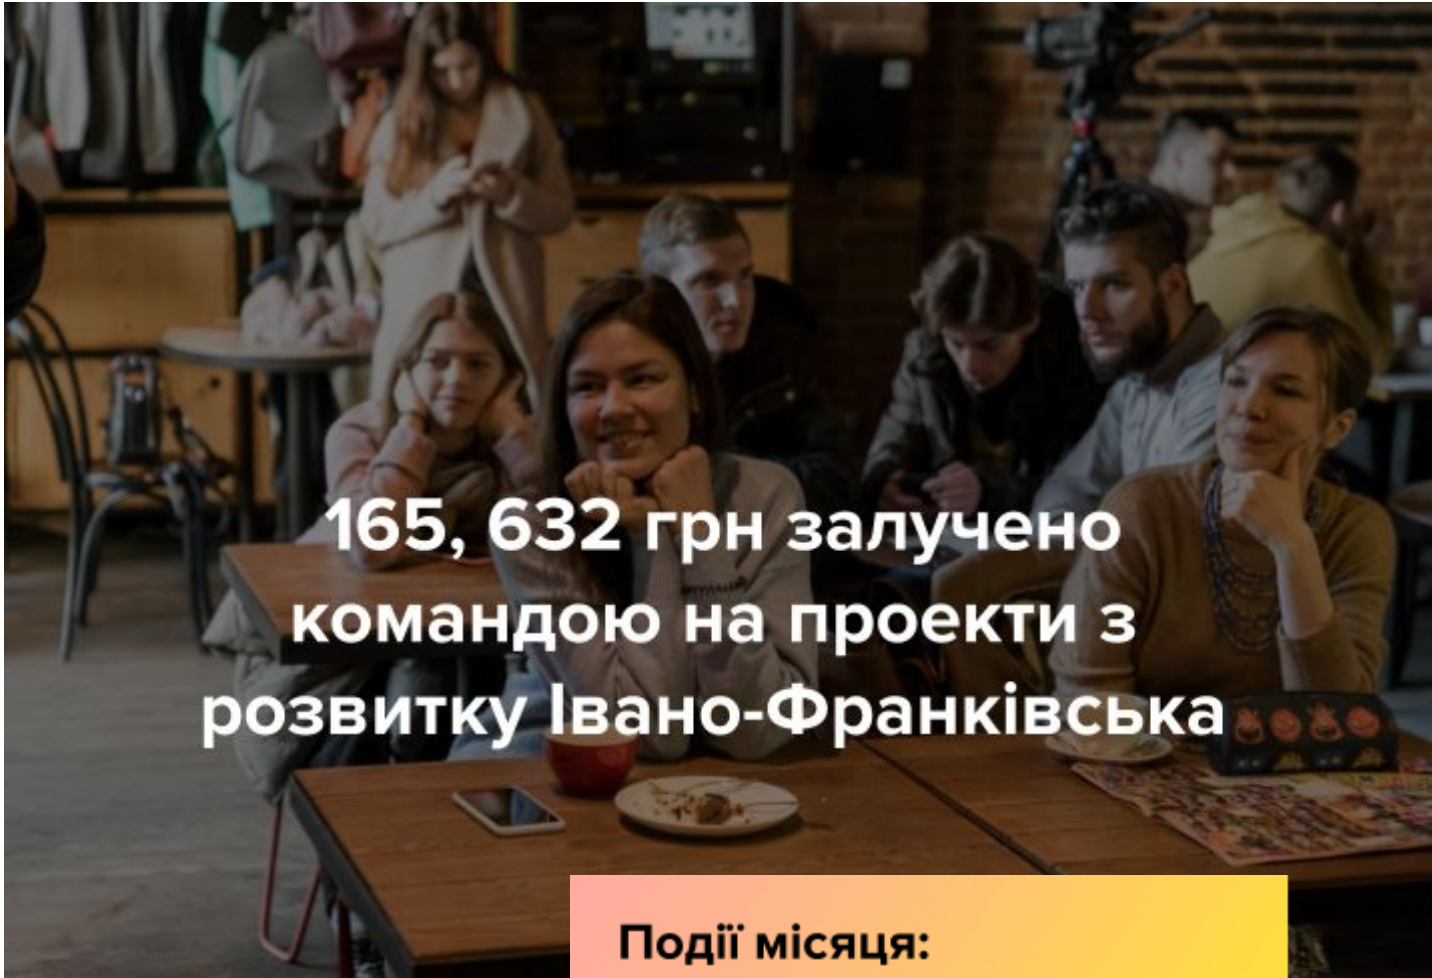 165, 632 грн залучено
командою на проекти з
розвитку Івано-Франківська
Події місяця: